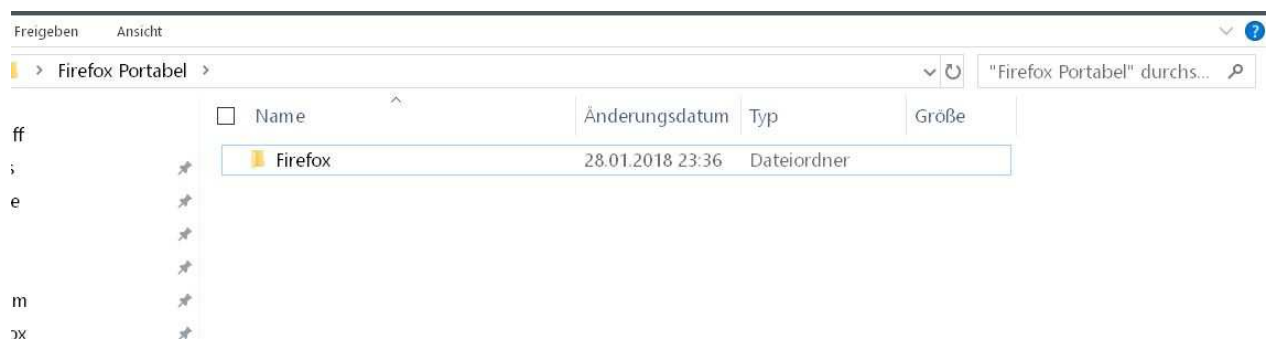 Freigeben Ansicht
Firefox Portabel "Firefox Portabel" durchs...
Name Änderungsdatum Typ Größe
ff
s
Firefox 28.01.2018 23:36 Dateiordner
e
m
ox